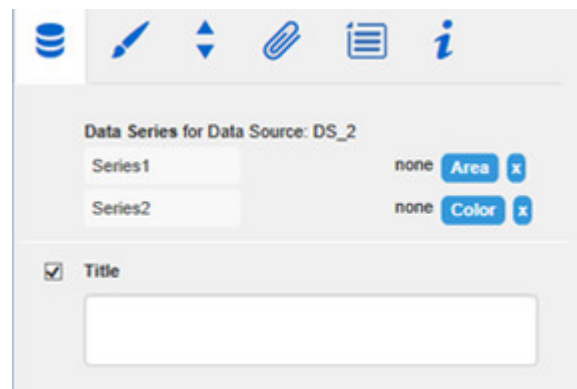 Data Series for Data Source: DS_2
Series1 none Area x
Series2 none Color x
Title